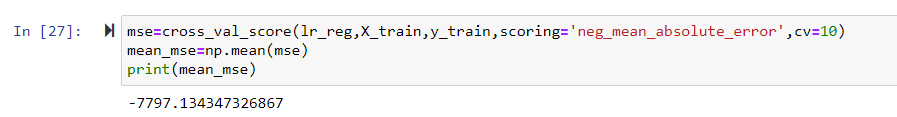 In [27]:
mse=cross_val_score(lr_reg,X_train,y_train,scoring='neg_mean_absolute_error',cv=10)
mean_mse=np.mean(mse)
print(mean_mse)
-7797.134347326867